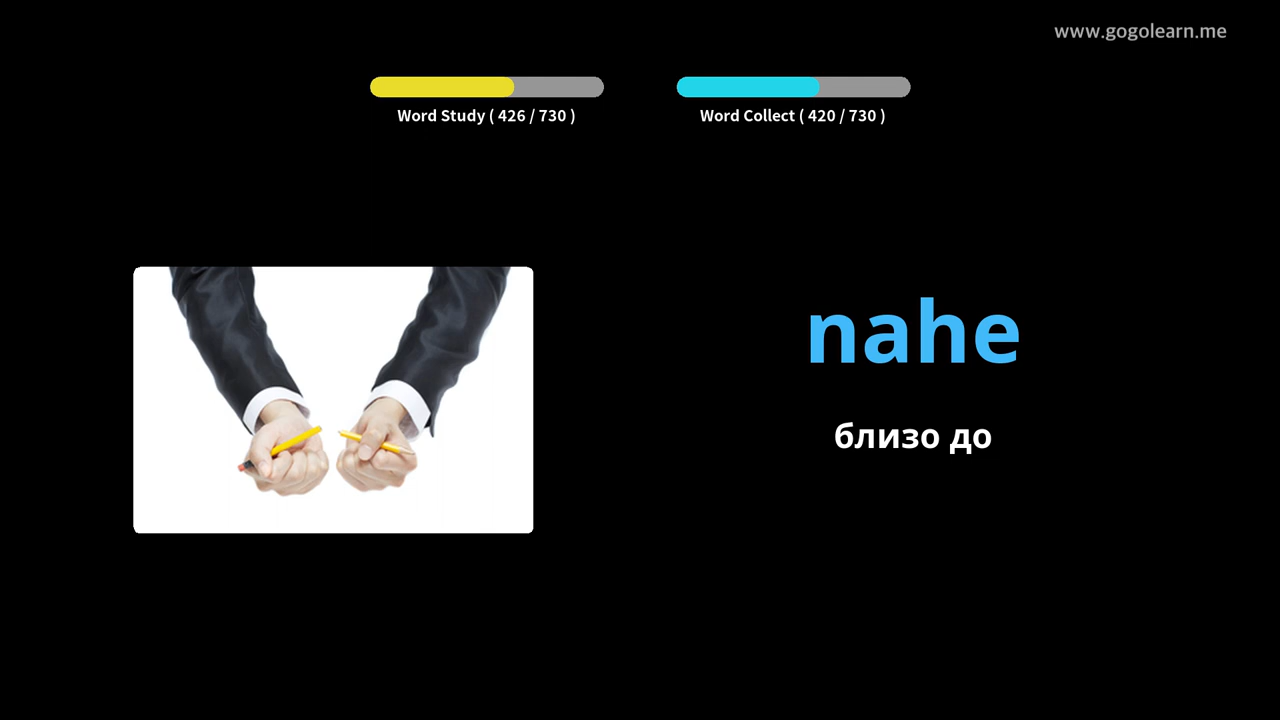 www.gogolearn.me
Word Study ( 426 / 730 )
Word Collect ( 420 / 730 )
nahe
близо до